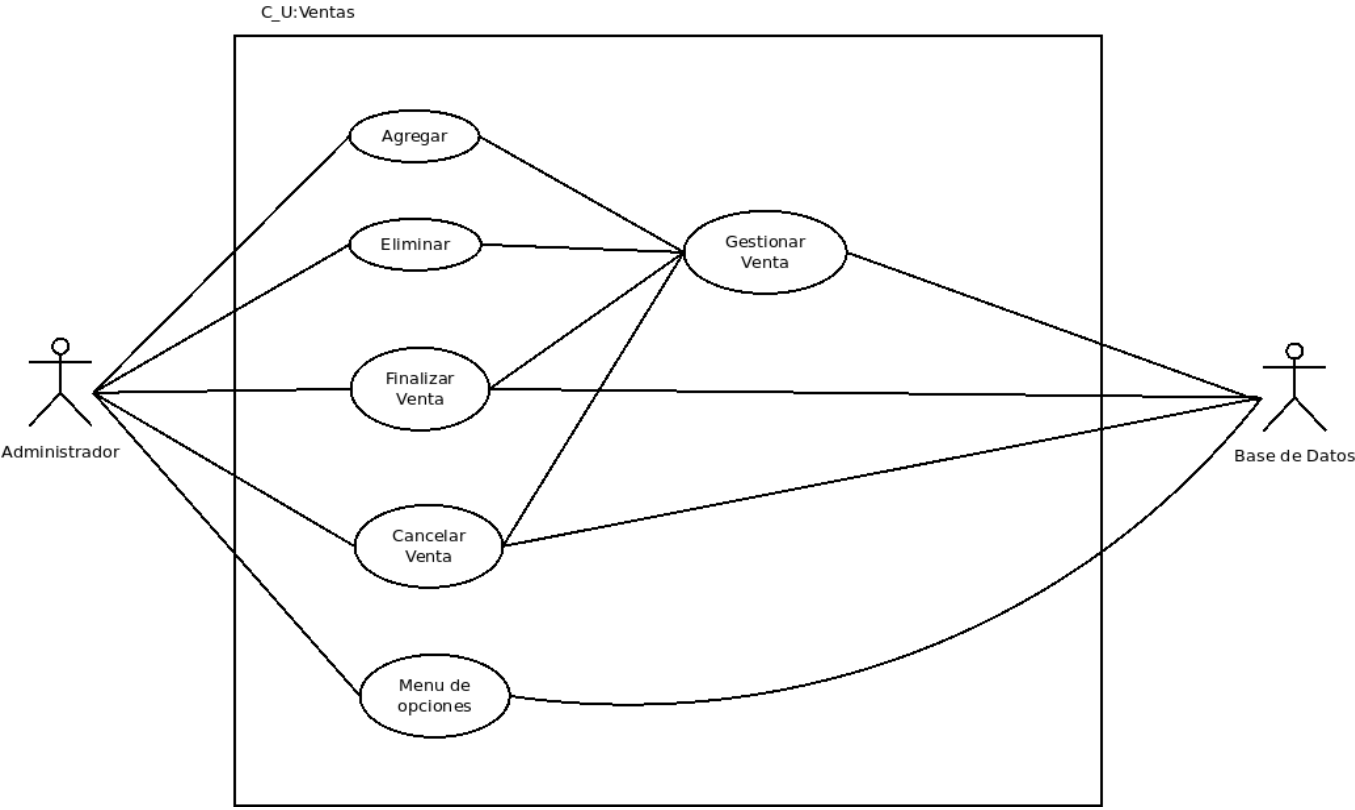 C_U:Ventas
Agregar
Eliminar
Gestionar
Venta
Finalizar
Venta
Administrador
Base de Datos
Cancelar
Venta
Menu de
opciones